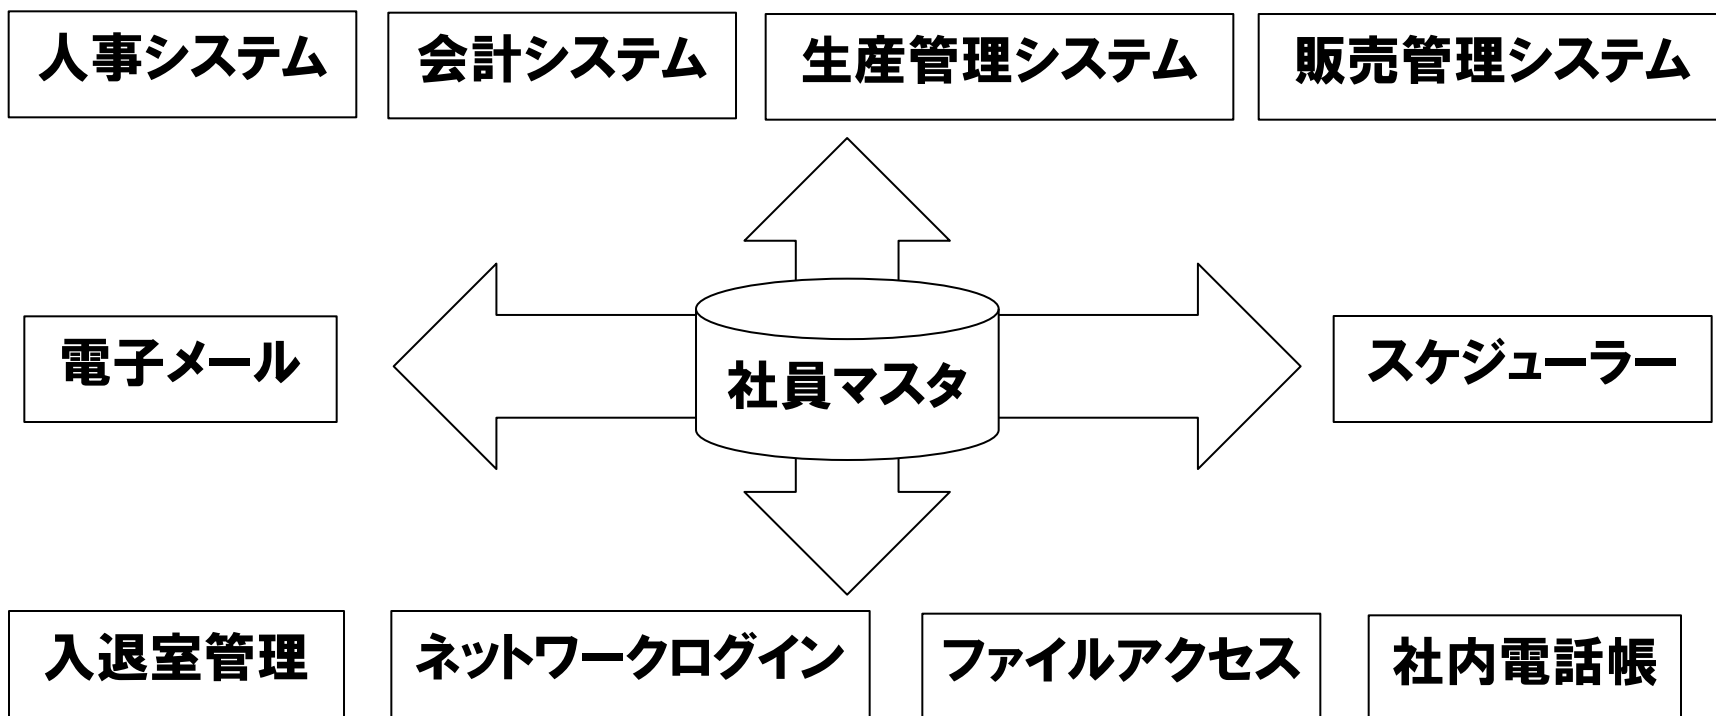 人事システム
会計システム
生産管理システム
販売管理システム
電子メール
社員マスタ
スケジューラー
入退室管理
ネットワークログイン
ファイルアクセス
社内電話帳